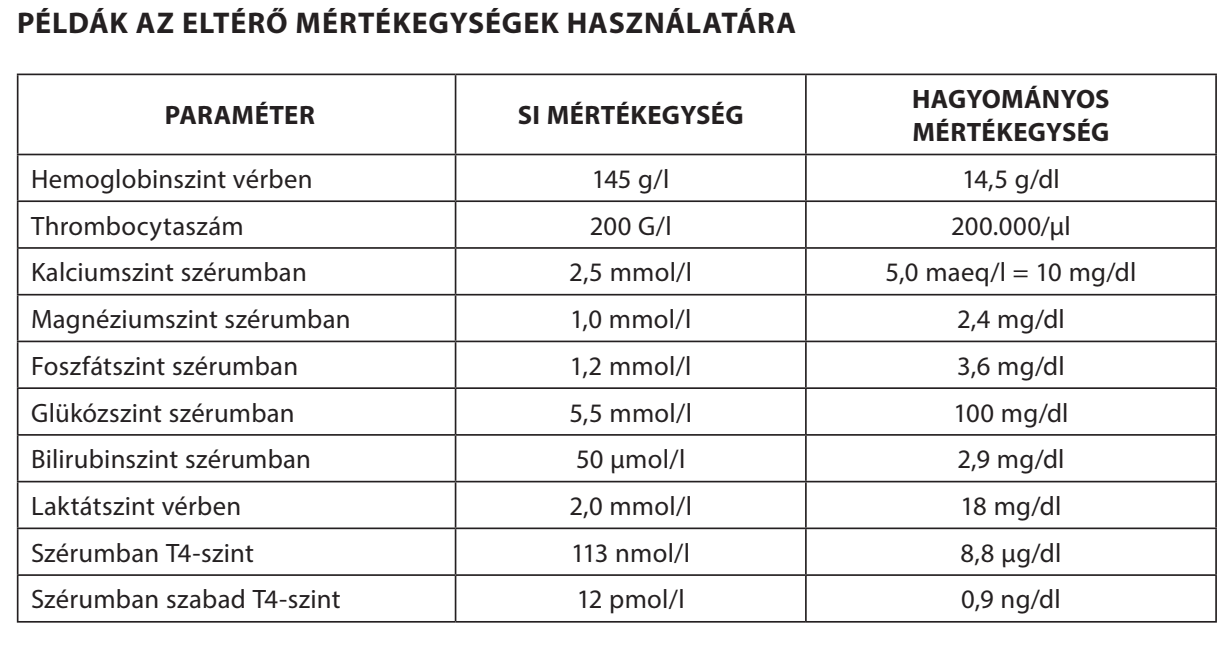 PÉLDÁK AZ ELTÉRŐ MÉRTÉKEGYSÉGEK HASZNÁLATÁRA
PARAMÉTER SI MÉRTÉKEGYSÉG HAGYOMÁNYOS
MÉRTÉKEGYSÉG
Hemoglobinszint vérben 145 g/l 14,5 g/dl
Thrombocytaszám 200 G/l 200.000/µl
Kalciumszint szérumban 2,5 mmol/l 5,0 maeq/l = 10 mg/dl
Magnéziumszint szérumban 1,0 mmol/l 2,4 mg/dl
Foszfátszint szérumban 1,2 mmol/l 3,6 mg/dl
Glükózszint szérumban 5,5 mmol/l 100 mg/dl
Bilirubinszint szérumban 50 µmol/l 2,9 mg/dl
Laktátszint vérben 2,0 mmol/l 18 mg/dl
Szérumban T4-szint 113 nmol/l 8,8 µg/dl
Szérumban szabad T4-szint 12 pmol/l 0,9 ng/dl